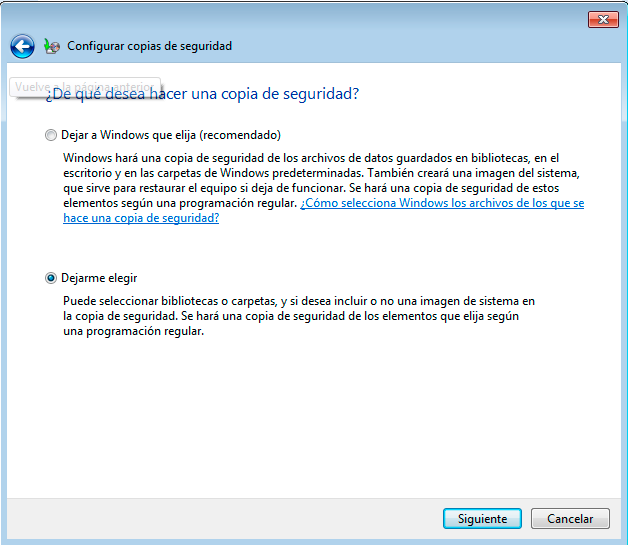 Configurar copias de seguridad
Vuelve a la página anterior
¿De qué desea hacer una copia de seguridad?
Dejar a Windows que elija (recomendado)
Windows hará una copia de seguridad de los archivos de datos guardados en bibliotecas, en el
escritorio y en las carpetas de Windows predeterminadas. También creará una imagen del sistema,
que sirve para restaurar el equipo si deja de funcionar. Se hará una copia de seguridad de estos
elementos según una programación regular. ¿Cómo selecciona Windows los archivos de los que se
hace una copia de seguridad?
Dejarme elegir
Puede seleccionar bibliotecas o carpetas, y si desea incluir o no una imagen de sistema en
la copia de seguridad. Se hará una copia de seguridad de los elementos que elija según
una programación regular.
Siguiente
Cancelar